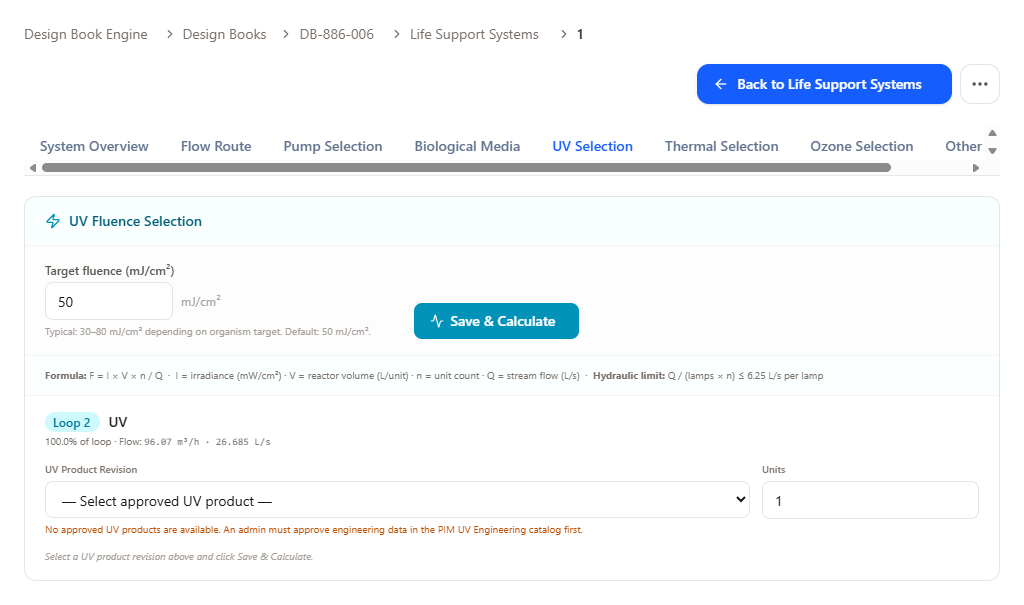 Design Book Engine > Design Books > DB-886-006 > Life Support Systems > 1
← Back to Life Support Systems ...
System Overview Flow Route Pump Selection Biological Media UV Selection Thermal Selection Ozone Selection Other
UV Fluence Selection
Target fluence (mJ/cm²)
50 mJ/cm²
Save & Calculate
Typical: 30–80 mJ/cm² depending on organism target. Default: 50 mJ/cm².
Formula: F = I × V × n / Q · I = irradiance (mW/cm²) · V = reactor volume (L/unit) · n = unit count · Q = stream flow (L/s) · Hydraulic limit: Q / (lamps × n) ≤ 6.25 L/s per lamp
Loop 2 UV
100.0% of loop · Flow: 96.07 m³/h · 26.685 L/s
UV Product Revision Units
— Select approved UV product — 1
No approved UV products are available. An admin must approve engineering data in the PIM UV Engineering catalog first.
Select a UV product revision above and click Save & Calculate.